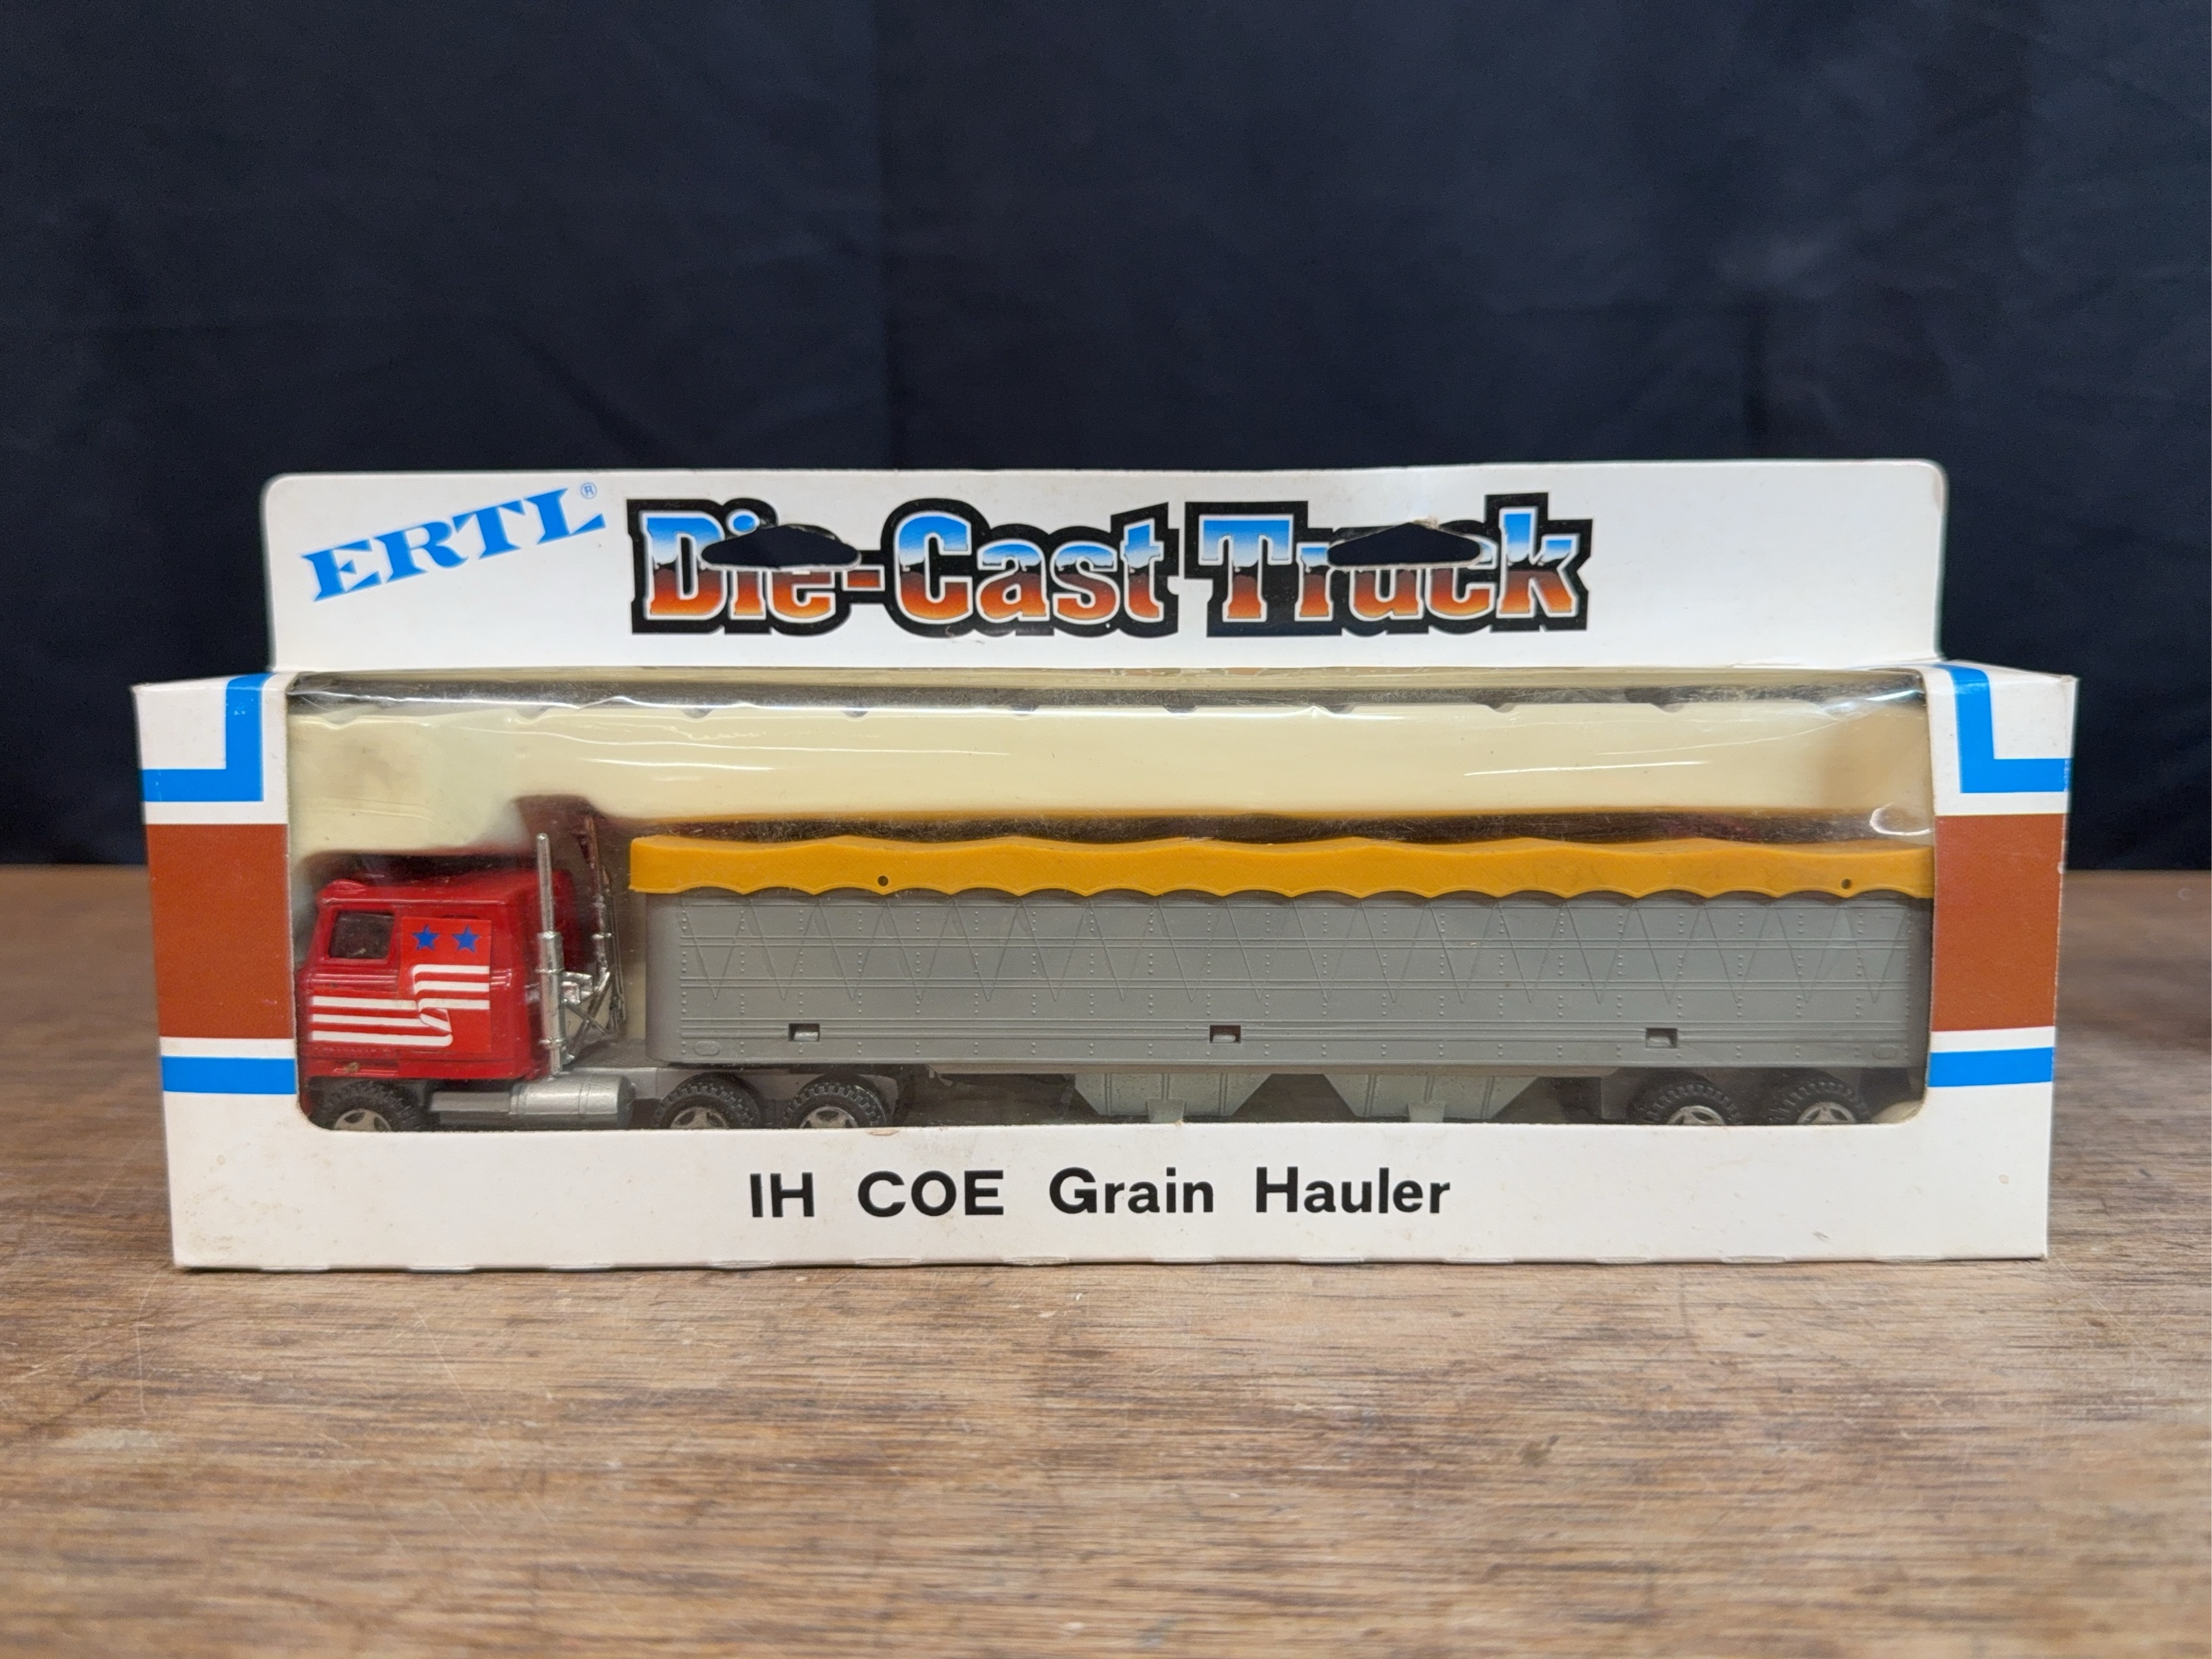 ERTL®
Die-Cast Truck
IH COE Grain Hauler